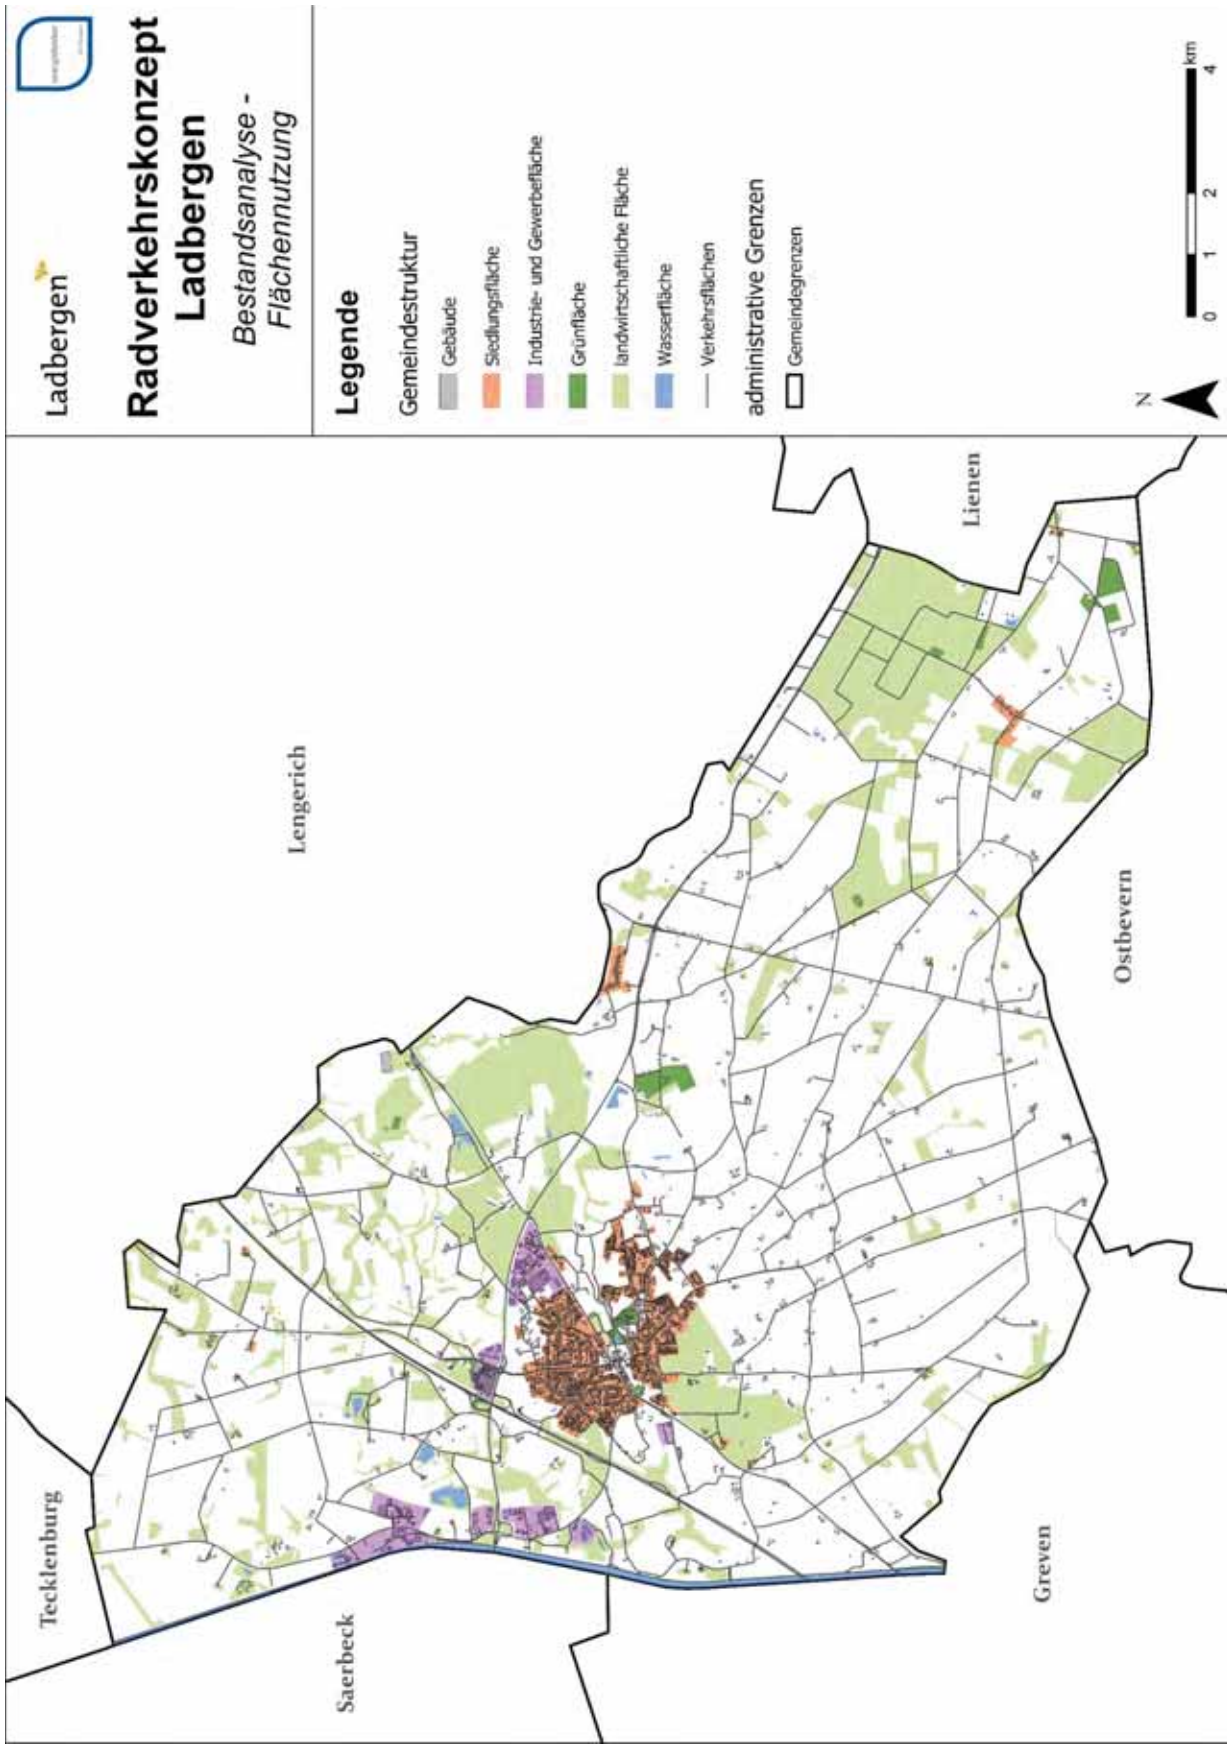 Ladbergen
Radverkehrskonzept
Ladbergen
Bestandsanalyse -
Flächennutzung
Legende
Gemeindestruktur
Gebäude
Siedlungsfläche
Industrie- und Gewerbefläche
Grünfläche
landwirtschaftliche Fläche
Wasserfläche
Verkehrsflächen
administrative Grenzen
Gemeindegrenzen
N
0 1 2 4
km
Tecklenburg
Lengerich
Saerbeck
Lienen
Greven
Ostbevern